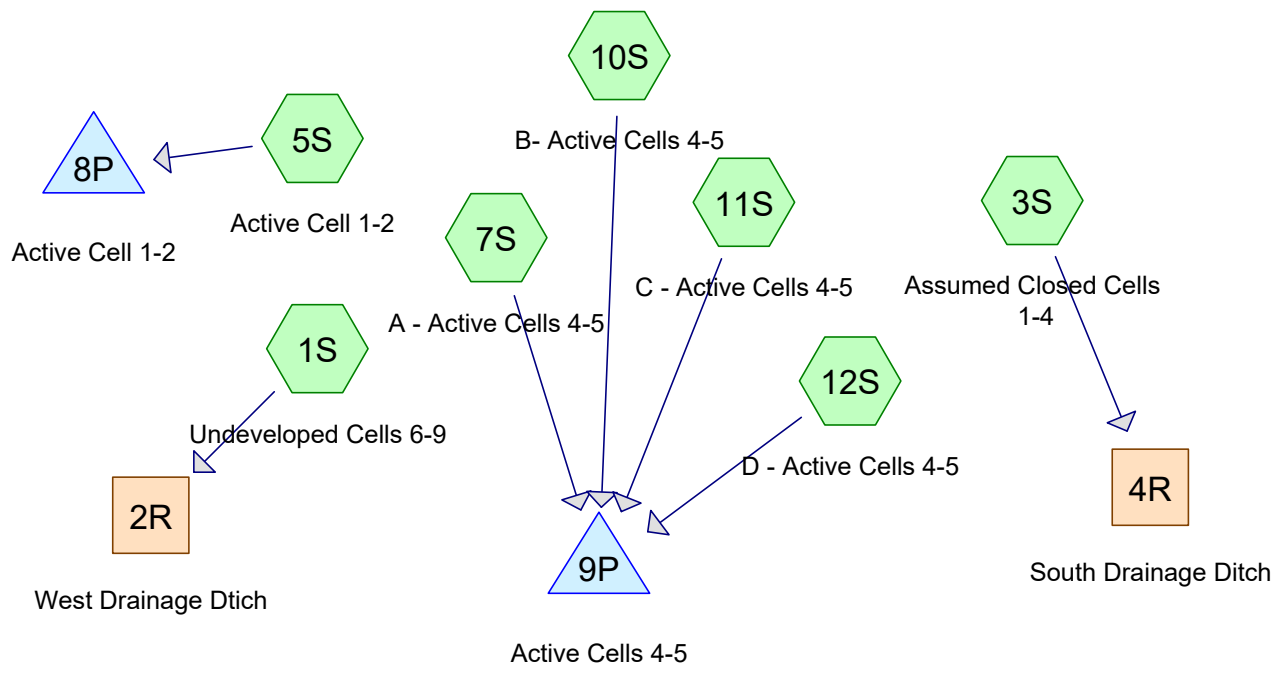 10S
B- Active Cells 4-5
5S
Active Cell 1-2
8P
Active Cell 1-2
11S
C - Active Cells 4-5
3S
Assumed Closed Cells
1-4
7S
A - Active Cells 4-5
1S
Undeveloped Cells 6-9
12S
D - Active Cells 4-5
2R
West Drainage Dtich
4R
South Drainage Ditch
9P
Active Cells 4-5